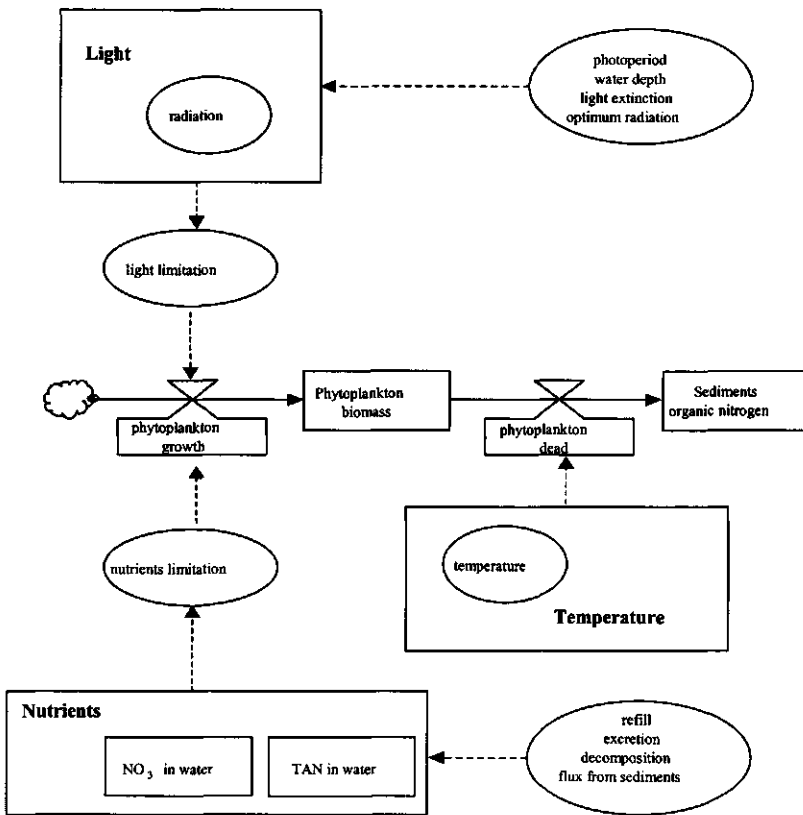 Light
radiation
photoperiod
water depth
light extinction
optimum radiation
light limitation
phytoplankton
growth
Phytoplankton
biomass
phytoplankton
dead
Sediments
organic nitrogen
nutrients limitation
temperature
Temperature
Nutrients
NO₃ in water
TAN in water
refill
excretion
decomposition
flux from sediments